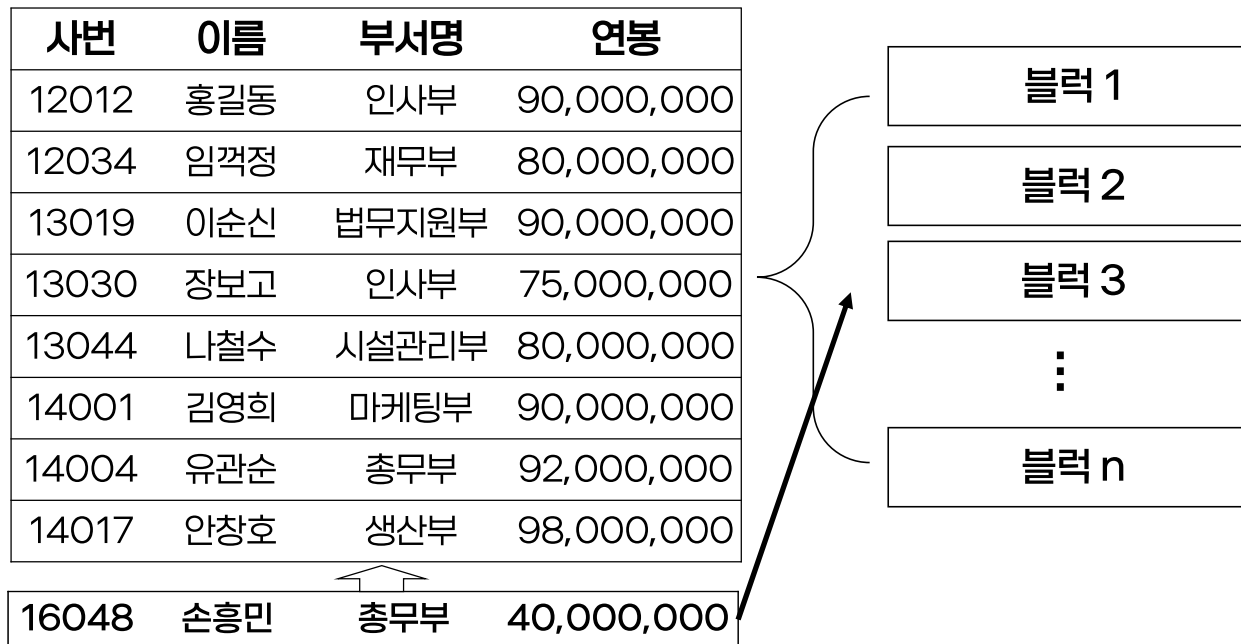 사번 이름 부서명 연봉
12012 홍길동 인사부 90,000,000
12034 임꺽정 재무부 80,000,000
13019 이순신 법무지원부 90,000,000
13030 장보고 인사부 75,000,000
13044 나철수 시설관리부 80,000,000
14001 김영희 마케팅부 90,000,000
14004 유관순 총무부 92,000,000
14017 안창호 생산부 98,000,000
16048 손흥민 총무부 40,000,000
블럭 1
블럭 2
블럭 3
⋮
블럭 n